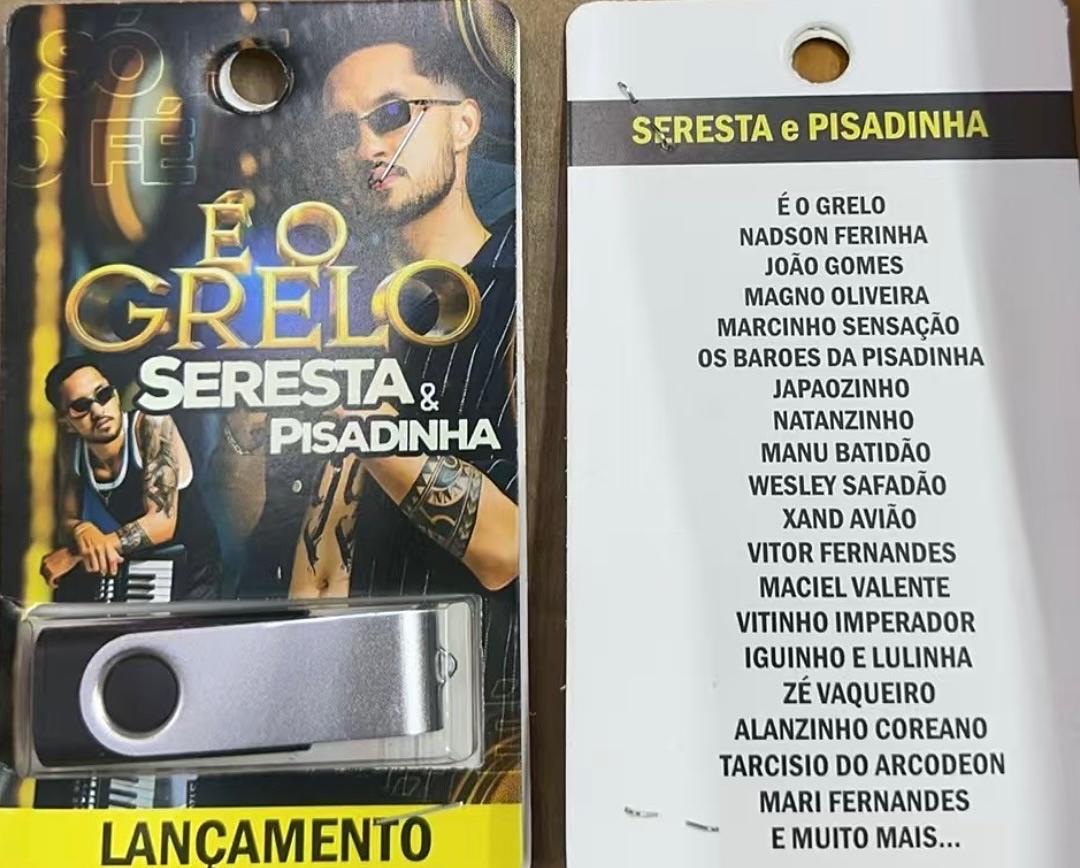 SÓ
FÉ
É O
GRELO
SERESTA &
PISADINHA
LANÇAMENTO
SERESTA e PISADINHA
É O GRELO
NADSON FERINHA
JOÃO GOMES
MAGNO OLIVEIRA
MARCINHO SENSAÇÃO
OS BAROES DA PISADINHA
JAPAOZINHO
NATANZINHO
MANU BATIDÃO
WESLEY SAFADÃO
XAND AVIÃO
VITOR FERNANDES
MACIEL VALENTE
VITINHO IMPERADOR
IGUINHO E LULINHA
ZÉ VAQUEIRO
ALANZINHO COREANO
TARCISIO DO ARCODEON
MARI FERNANDES
E MUITO MAIS...